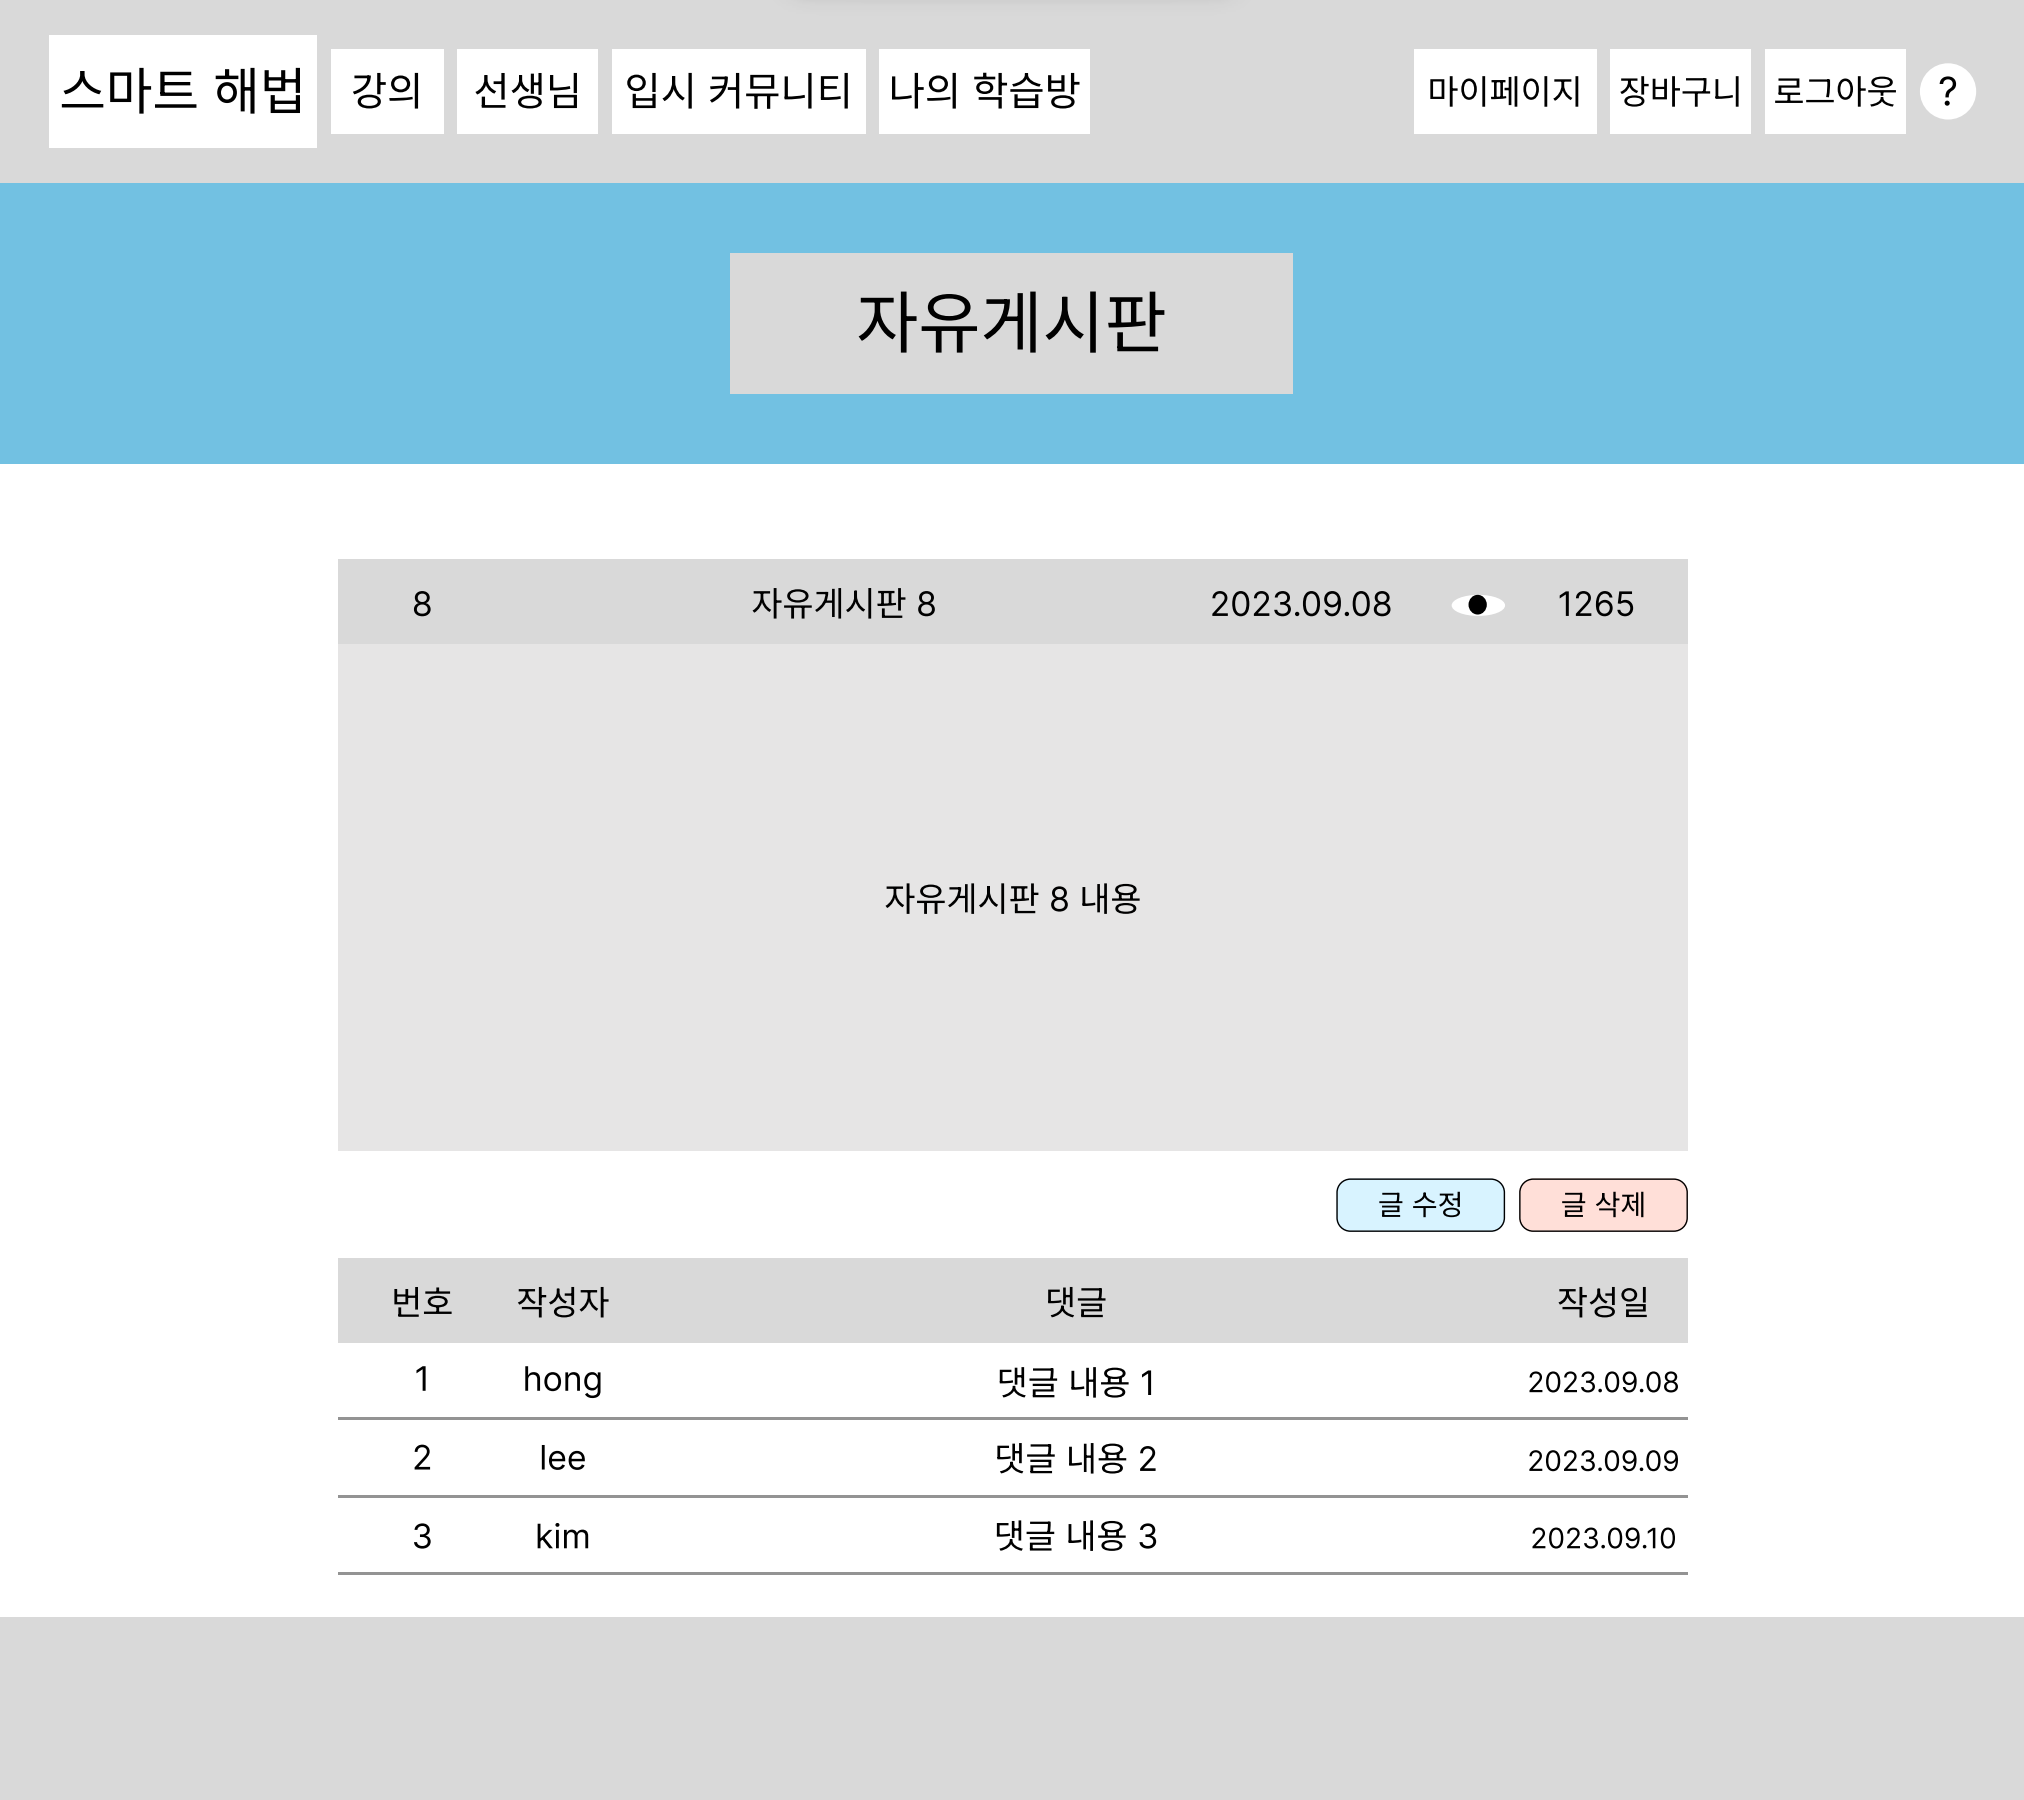 스마트 해법 강의 선생님 입시 커뮤니티 나의 학습방 마이페이지 장바구니 로그아웃 ?
자유게시판
8 자유게시판 8 2023.09.08 1265
자유게시판 8 내용
글 수정 글 삭제
번호 작성자 댓글 작성일
1 hong 댓글 내용 1 2023.09.08
2 lee 댓글 내용 2 2023.09.09
3 kim 댓글 내용 3 2023.09.10